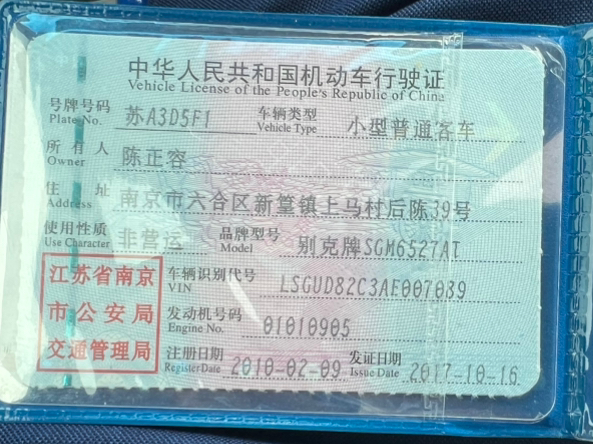 中华人民共和国机动车行驶证
Vehicle License of the People's Republic of China
号牌号码 苏A3D5F1 车辆类型 小型普通客车
Plate No. Vehicle Type
所有人 陈正容
Owner
住址 南京市六合区新篁镇上马村后陈39号
Address
使用性质 非营运 品牌型号 别克牌SGM6527AT
Use Character Model
江苏省南京
市公安局
交通管理局
车辆识别代号 LSGUD82C3AE007039
VIN
发动机号码 01010905
Engine No.
注册日期 2010-02-09 发证日期 2017-10-16
Register Date Issue Date